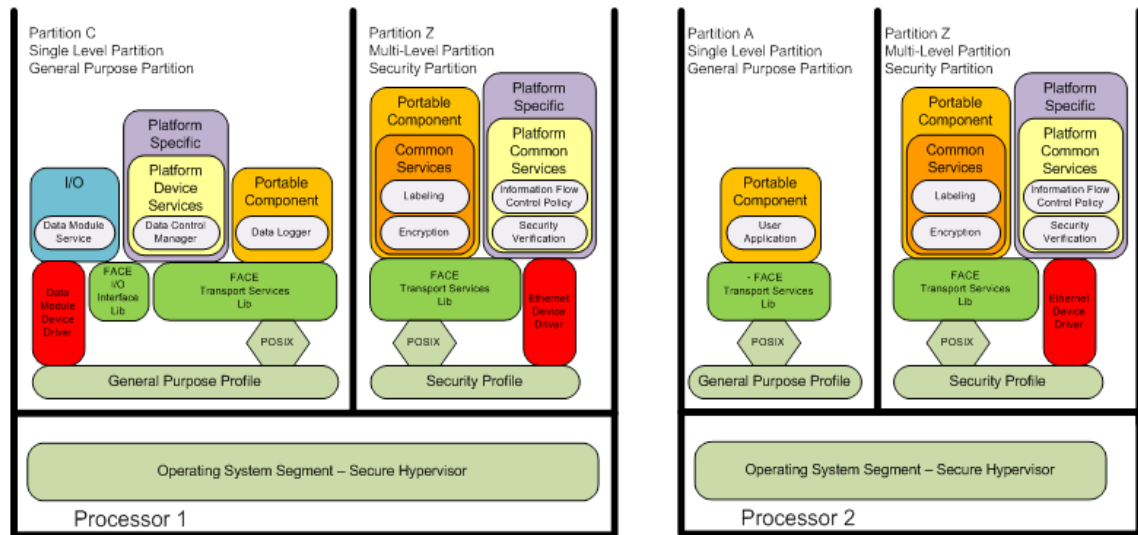 Partition C
Single Level Partition
General Purpose Partition
Partition Z
Multi-Level Partition
Security Partition
I/O
Data Module
Service
Platform
Specific
Platform
Device
Services
Data Control
Manager
Portable
Component
Data Logger
Portable
Component
Common
Services
Labeling
Encryption
Platform
Specific
Platform
Common
Services
Information Flow
Control Policy
Security
Verification
Data
Module
Device
Driver
FACE
I/O
Interface
Lib
FACE
Transport Services
Lib
POSIX
General Purpose Profile
FACE
Transport Services
Lib
Ethernet
Device
Driver
POSIX
Security Profile
Operating System Segment – Secure Hypervisor
Processor 1
Partition A
Single Level Partition
General Purpose Partition
Partition Z
Multi-Level Partition
Security Partition
Portable
Component
User
Application
Portable
Component
Common
Services
Labeling
Encryption
Platform
Specific
Platform
Common
Services
Information Flow
Control Policy
Security
Verification
- FACE
Transport Services
Lib
POSIX
General Purpose Profile
FACE
Transport Services
Lib
Ethernet
Device
Driver
POSIX
Security Profile
Operating System Segment – Secure Hypervisor
Processor 2